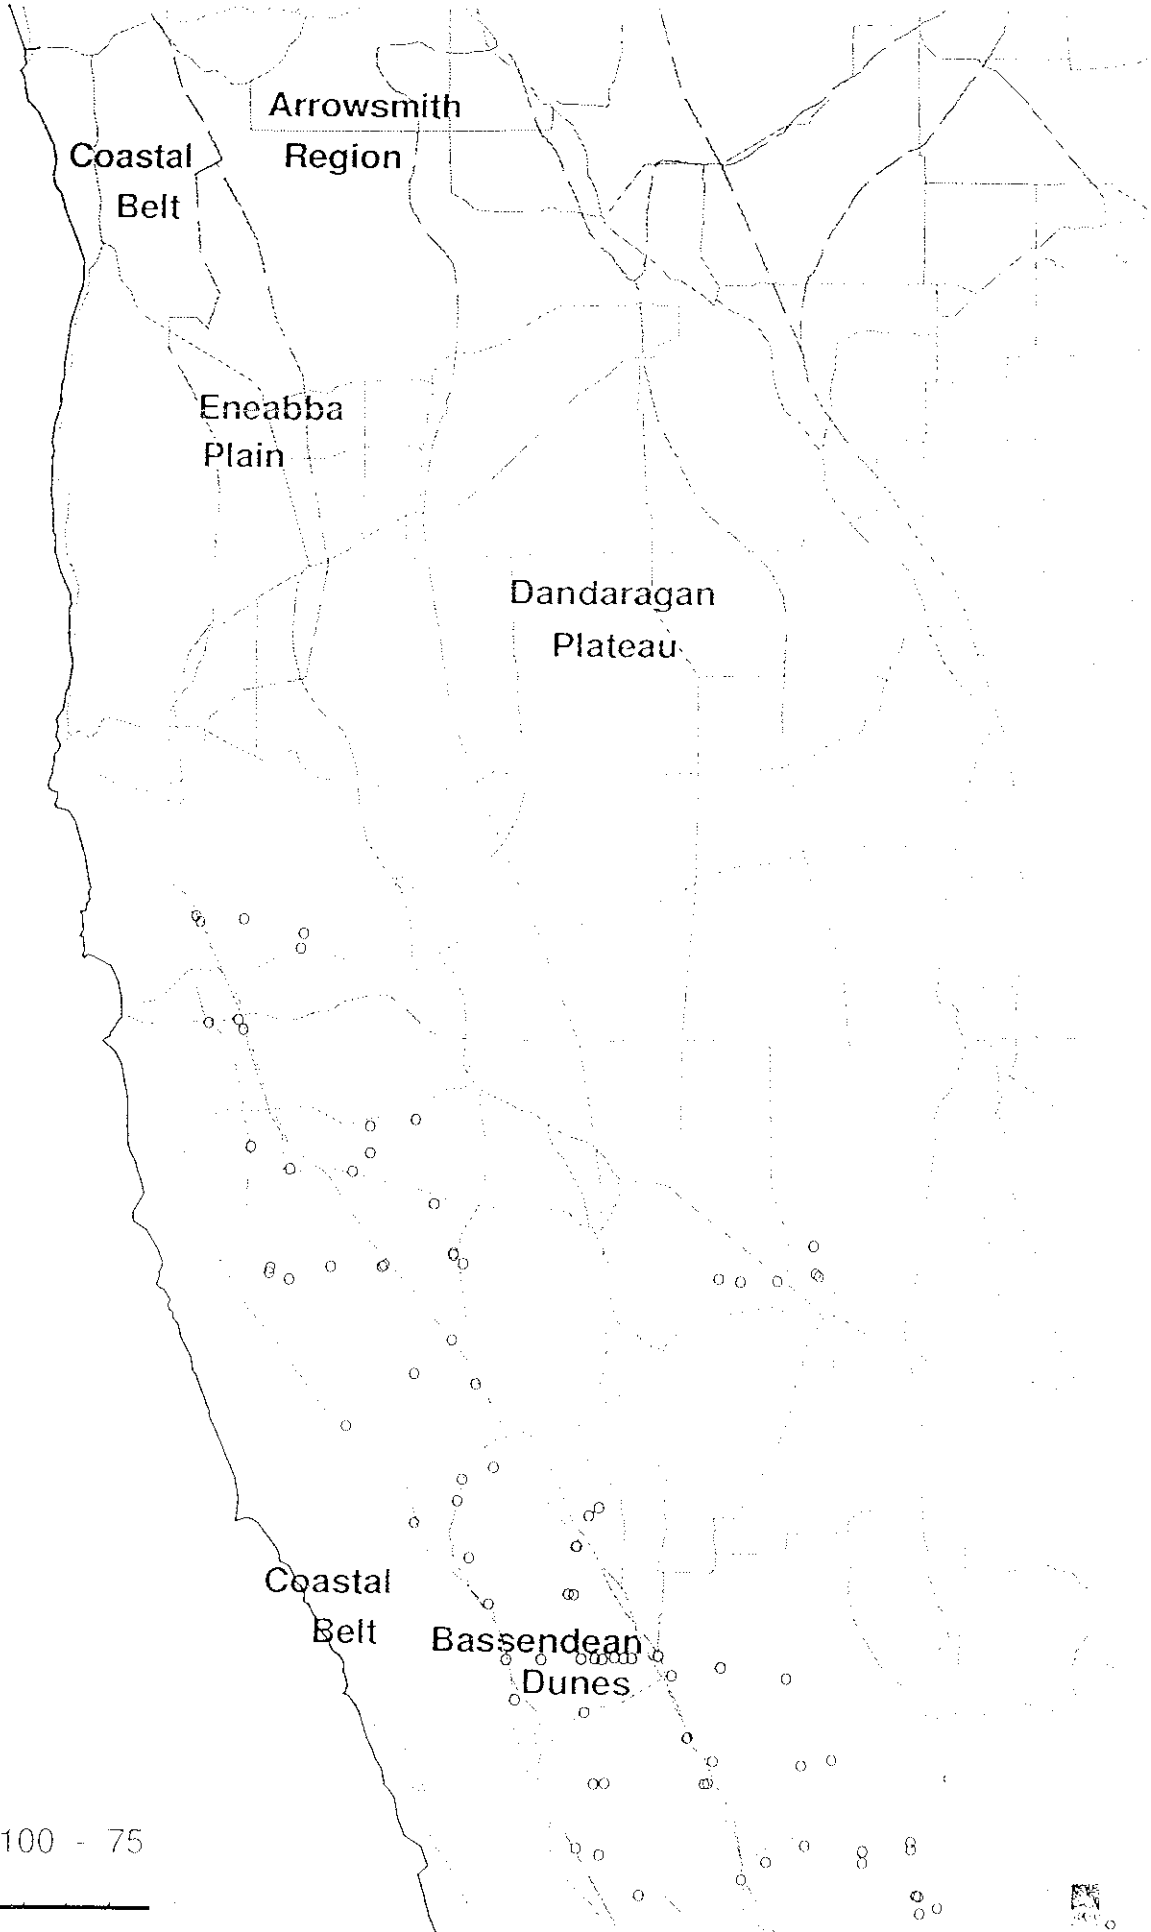 Arrowsmith
Region
Coastal
Belt
Eneabba
Plain
Dandaragan
Plateau
Coastal
Belt
Bassendean
Dunes
100 - 75